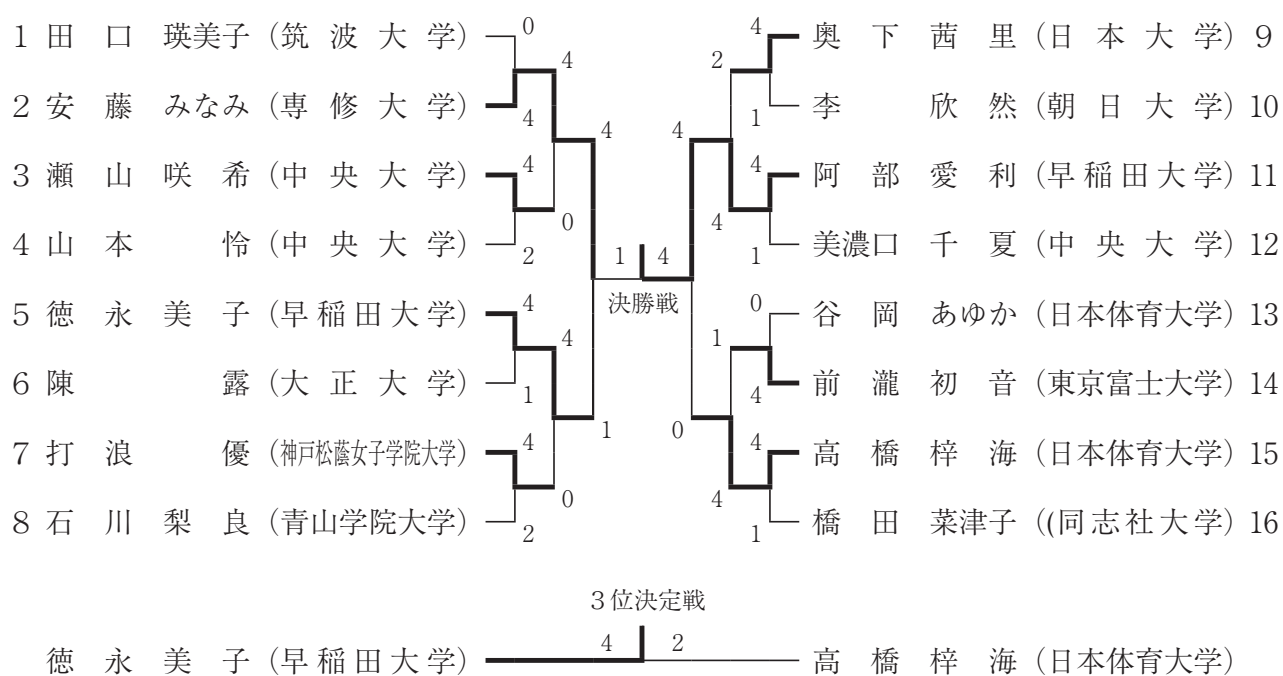 1 田口 瑛美子 (筑波大学) 0 4 奥下茜里 (日本大学) 9
4 2
2 安藤 みなみ (専修大学) 4 1 李 欣然 (朝日大学) 10
4 4
3 瀬山咲希 (中央大学) 4 4 阿部愛利 (早稲田大学) 11
0 4
4 山本 怜 (中央大学) 2 1 美濃口千夏 (中央大学) 12
1 4
決勝戦
5 徳永美子 (早稲田大学) 4 0 谷岡 あゆか (日本体育大学) 13
4 1
6 陳 露 (大正大学) 1 4 前瀧初音 (東京富士大学) 14
1 0
7 打浪 優 (神戸松蔭女子学院大学) 4 4 高橋梓海 (日本体育大学) 15
0 4
8 石川梨良 (青山学院大学) 2 1 橋田 菜津子 ((同志社大学) 16
3位決定戦
徳永美子 (早稲田大学) 4 2 高橋梓海 (日本体育大学)